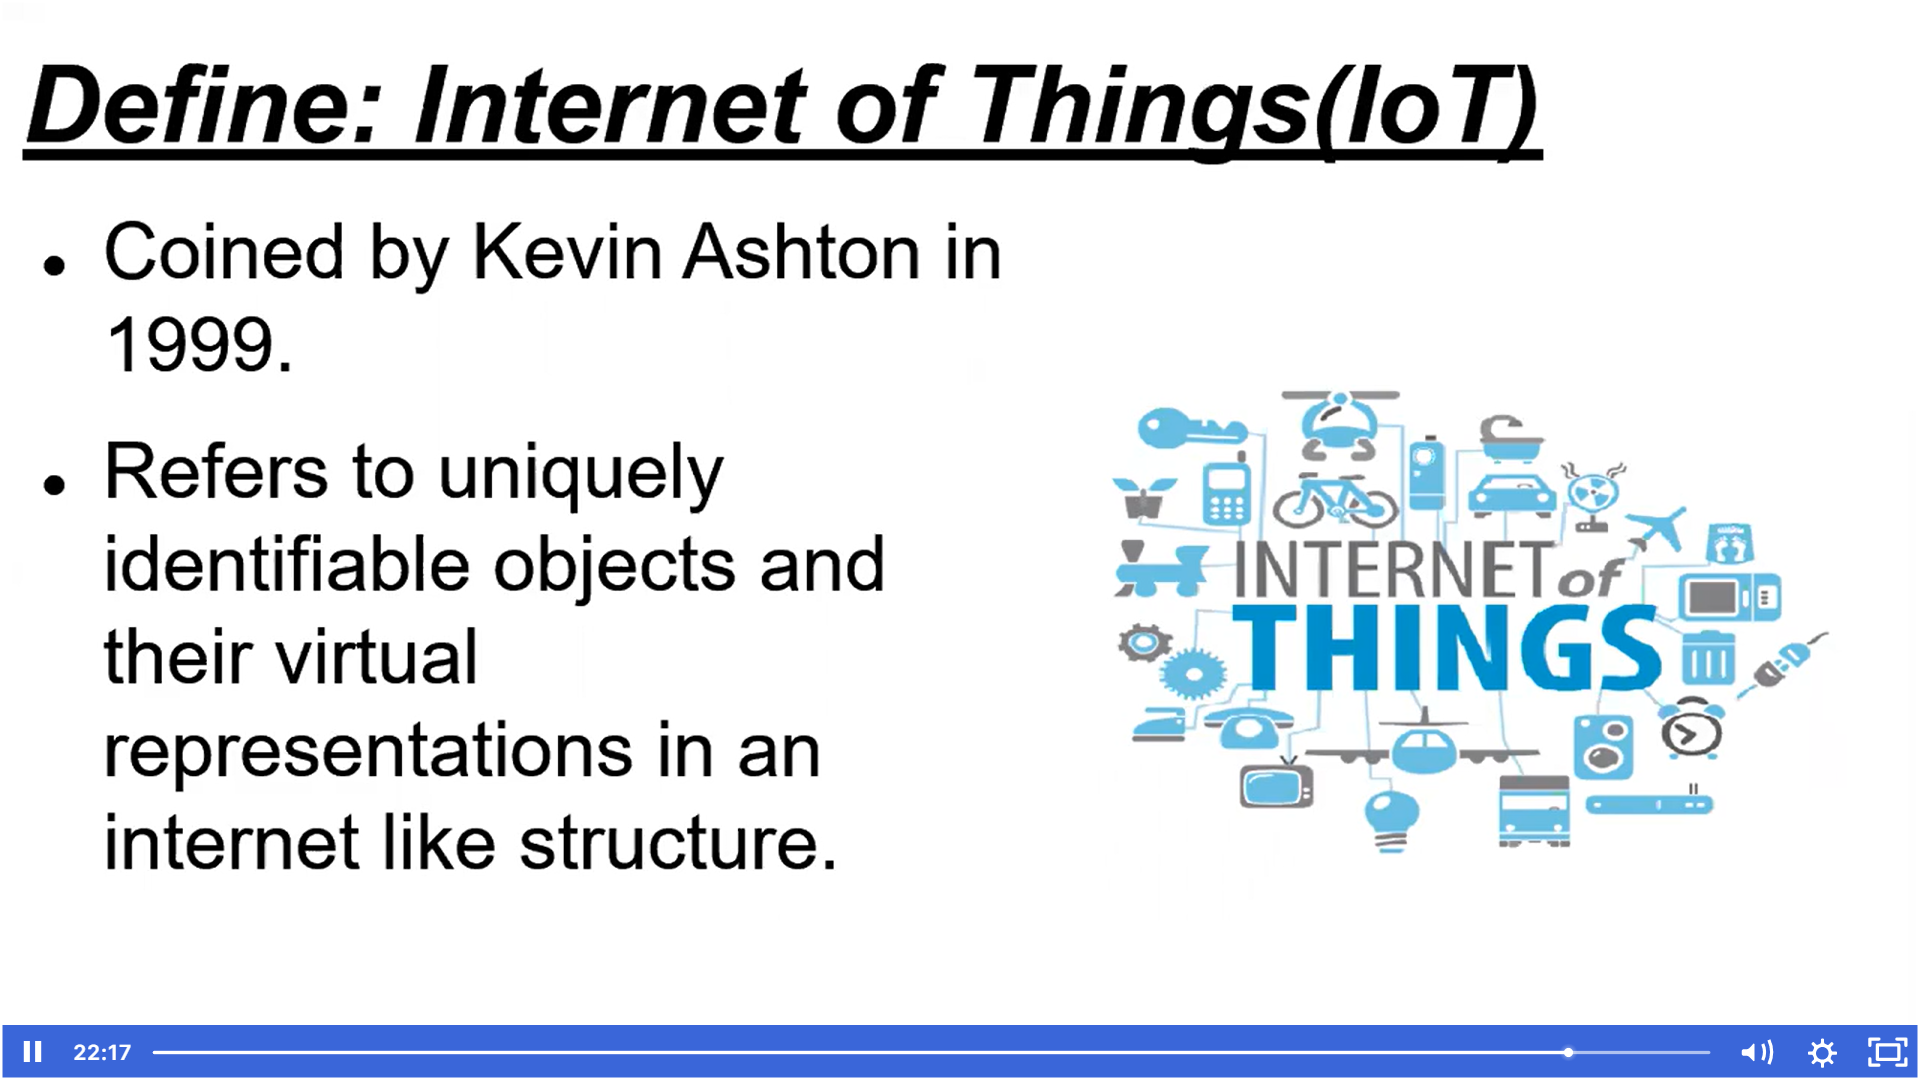 Define: Internet of Things(IoT)
• Coined by Kevin Ashton in
1999.
• Refers to uniquely
identifiable objects and
their virtual
representations in an
internet like structure.
INTERNET of
THINGS
22:17